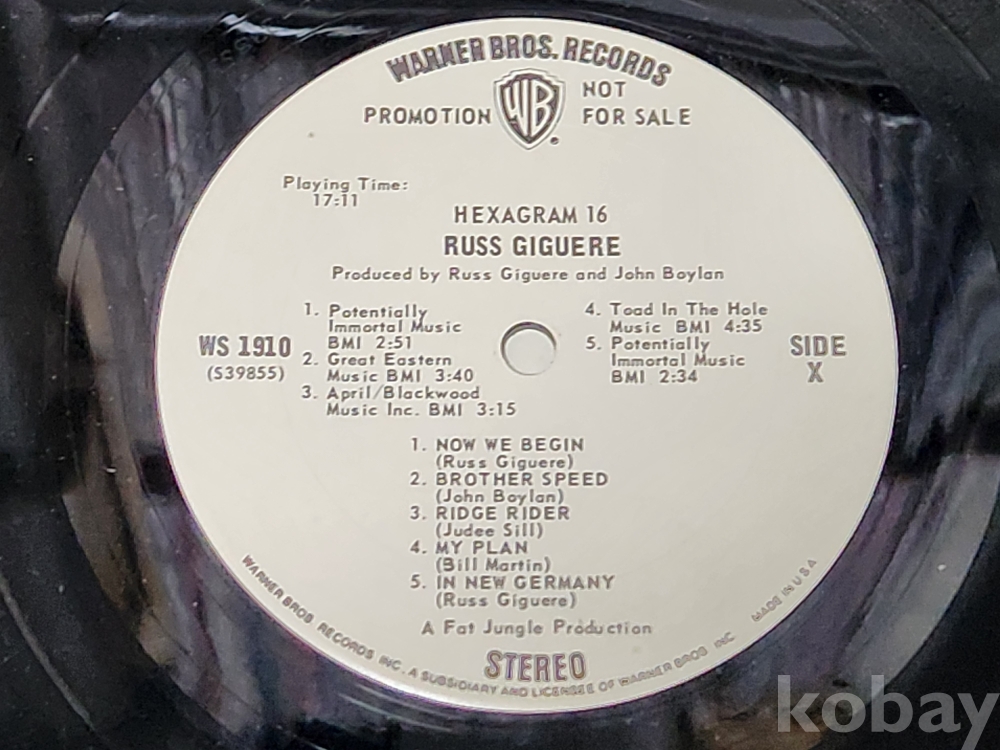 WARNER BROS. RECORDS
PROMOTION
WB
NOT
FOR SALE
Playing Time:
17:11
HEXAGRAM 16
RUSS GIGUERE
Produced by Russ Giguere and John Boylan
WS 1910
(S39855)
1. Potentially
Immortal Music
BMI 2:51
2. Great Eastern
Music BMI 3:40
3. April/Blackwood
Music Inc. BMI 3:15
4. Toad In The Hole
Music BMI 4:35
5. Potentially
Immortal Music
BMI 2:34
SIDE
X
1. NOW WE BEGIN
(Russ Giguere)
2. BROTHER SPEED
(John Boylan)
3. RIDGE RIDER
(Judee Sill)
4. MY PLAN
(Bill Martin)
5. IN NEW GERMANY
(Russ Giguere)
A Fat Jungle Production
STEREO
WARNER BROS RECORDS INC. A SUBSIDIARY AND LICENSEE OF WARNER BROS INC. MADE IN U.S.A
kobay